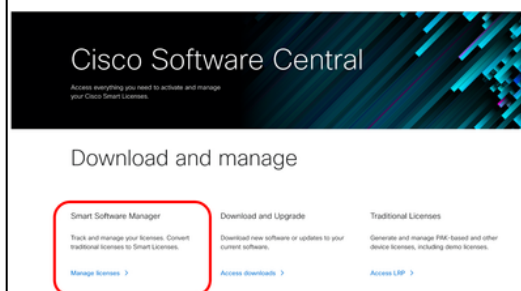 Cisco Software Central
Access everything you need to activate and manage
your Cisco Smart Licenses.
Download and manage
Smart Software Manager
Track and manage your licenses. Convert
traditional licenses to Smart Licenses.
Manage licenses >
Download and Upgrade
Download new software or updates to your
current software.
Access downloads >
Traditional Licenses
Generate and manage PAK-based and other
device licenses, including demo licenses.
Access LRP >